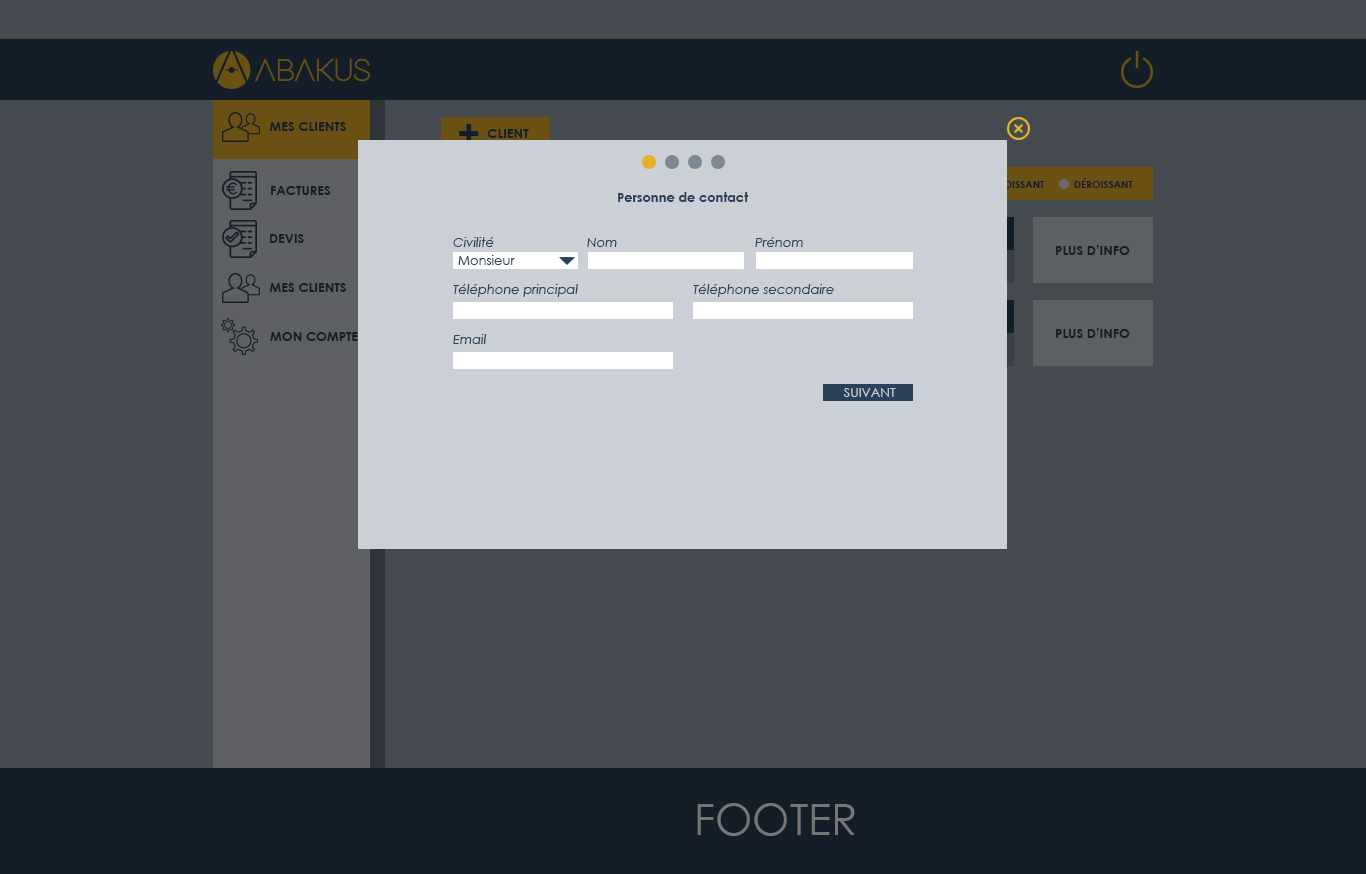 ABAKUS
MES CLIENTS
FACTURES
DEVIS
MES CLIENTS
MON COMPTE
CLIENT
DÉROISSANT
PLUS D'INFO
PLUS D'INFO
Personne de contact
Civilité Nom Prénom
Monsieur
Téléphone principal Téléphone secondaire
Email
SUIVANT
FOOTER